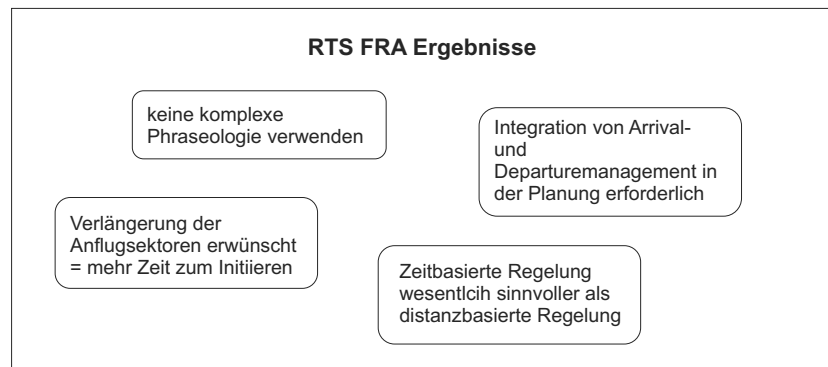 RTS FRA Ergebnisse
keine komplexe
Phraseologie verwenden
Integration von Arrival-
und
Departuremanagement in
der Planung erforderlich
Verlängerung der
Anflugsektoren erwünscht
= mehr Zeit zum Initiieren
Zeitbasierte Regelung
wesentlcih sinnvoller als
distanzbasierte Regelung